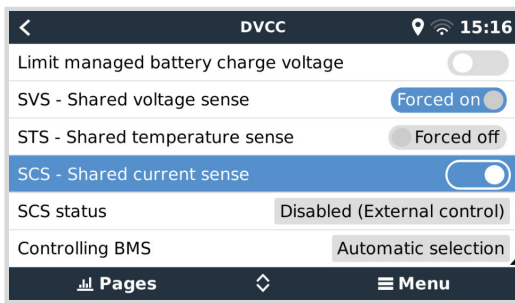 DVCC 15:16
Limit managed battery charge voltage
SVS - Shared voltage sense Forced on
STS - Shared temperature sense Forced off
SCS - Shared current sense
SCS status Disabled (External control)
Controlling BMS Automatic selection
Pages Menu